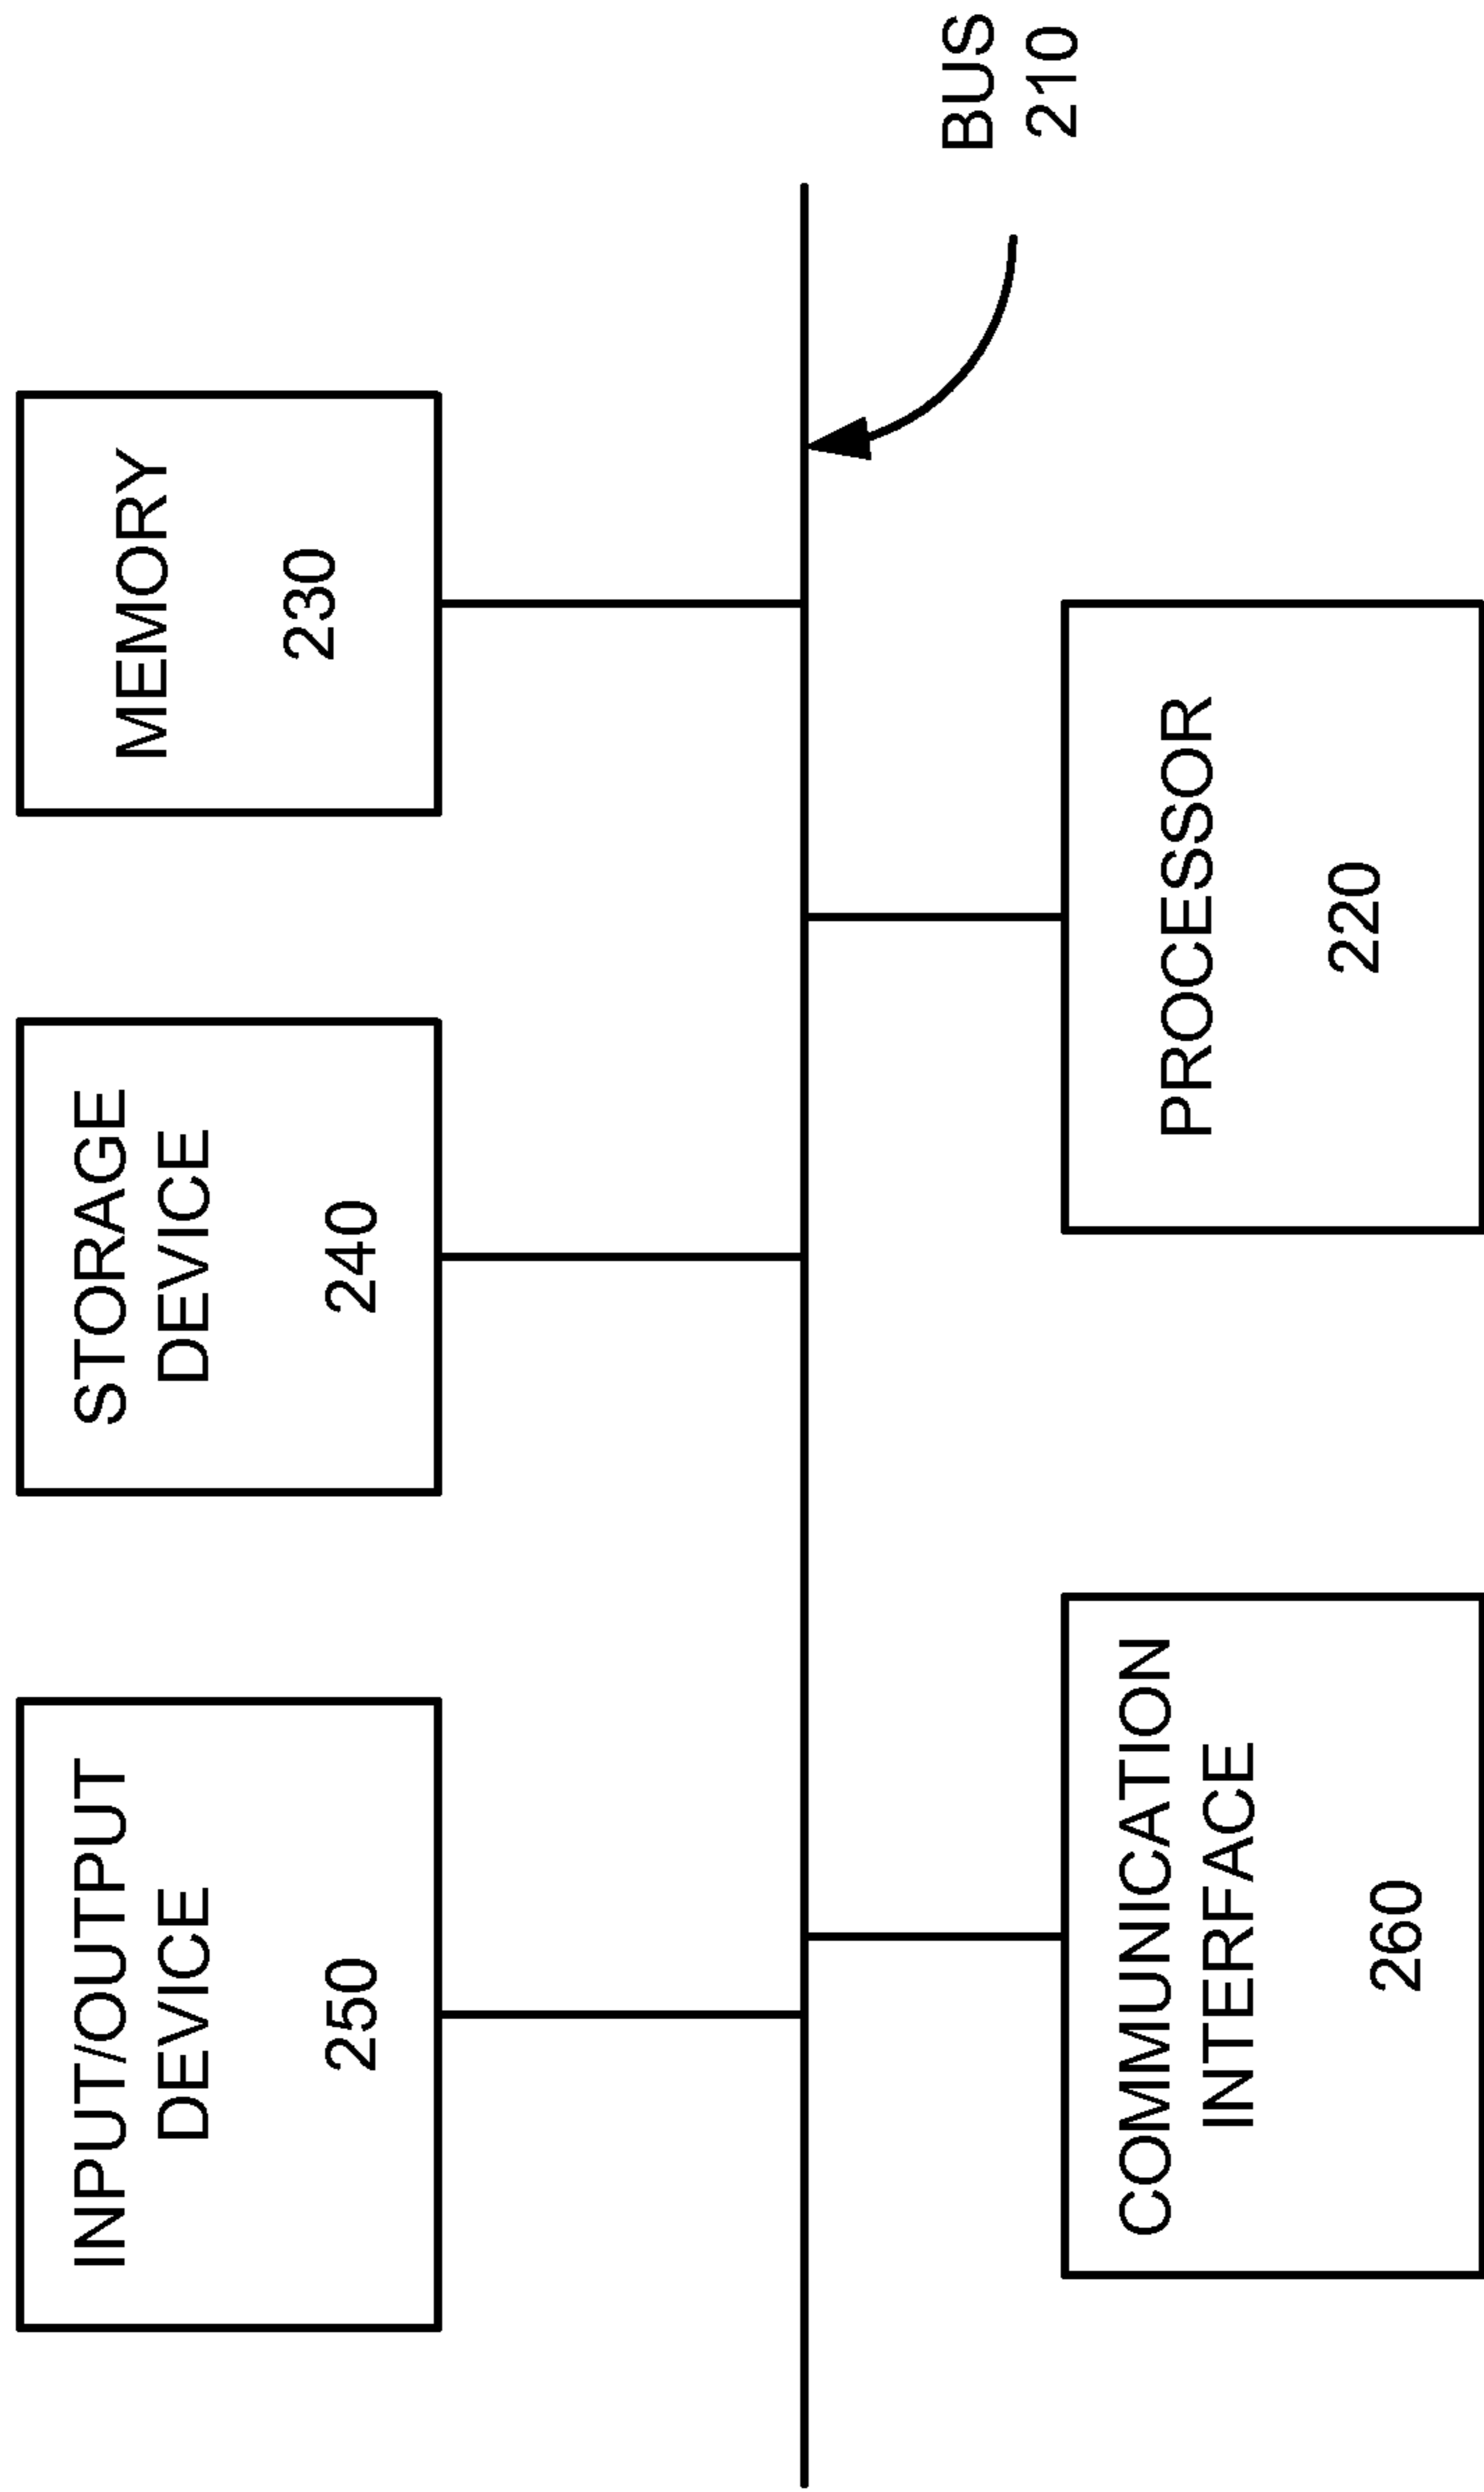 INPUT/OUTPUT
DEVICE
250
STORAGE
DEVICE
240
MEMORY
230
BUS
210
COMMUNICATION
INTERFACE
260
PROCESSOR
220